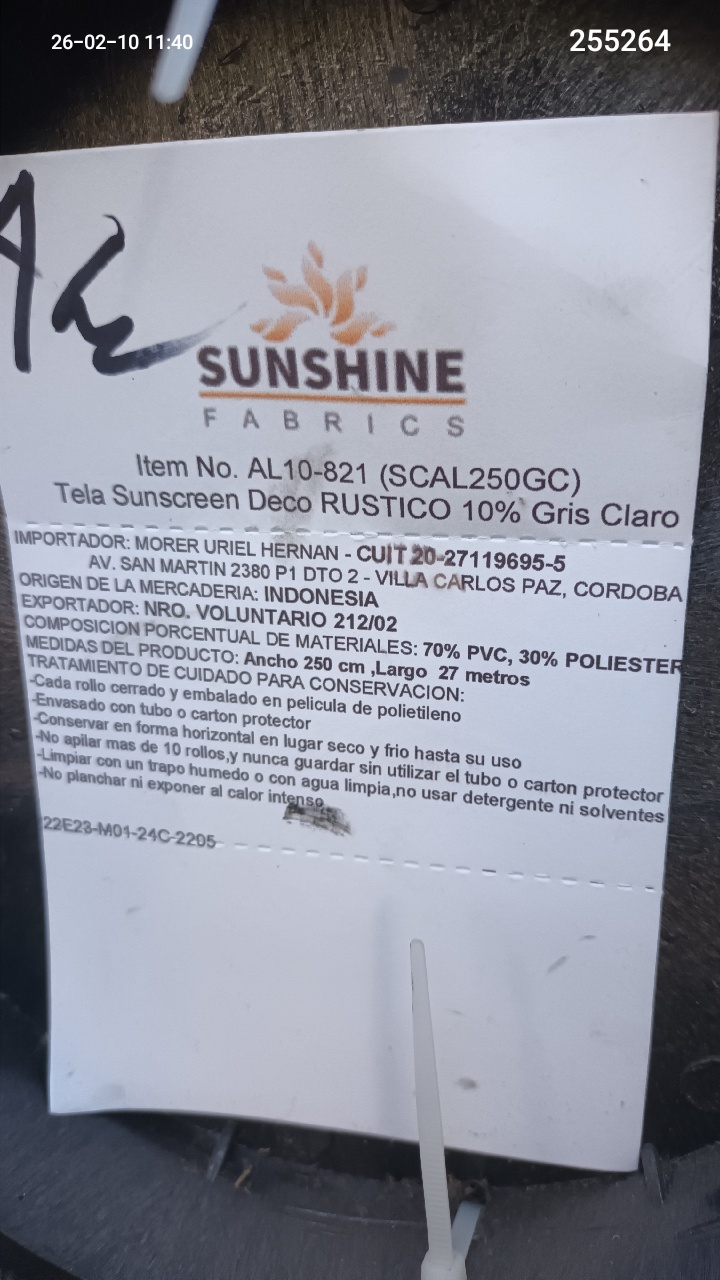 26-02-10 11:40
255264
SUNSHINE
FABRICS
Item No. AL10-821 (SCAL250GC)
Tela Sunscreen Deco RUSTICO 10% Gris Claro
IMPORTADOR: MORER URIEL HERNAN - CUIT 20-27119695-5
AV. SAN MARTIN 2380 P1 DTO 2 - VILLA CARLOS PAZ, CORDOBA
ORIGEN DE LA MERCADERIA: INDONESIA
EXPORTADOR: NRO. VOLUNTARIO 212/02
COMPOSICION PORCENTUAL DE MATERIALES: 70% PVC, 30% POLIESTER
MEDIDAS DEL PRODUCTO: Ancho 250 cm ,Largo 27 metros
TRATAMIENTO DE CUIDADO PARA CONSERVACION:
-Cada rollo cerrado y embalado en pelicula de polietileno
-Envasado con tubo o carton protector
-Conservar en forma horizontal en lugar seco y frio hasta su uso
-No apilar mas de 10 rollos,y nunca guardar sin utilizar el tubo o carton protector
-Limpiar con un trapo humedo o con agua limpia,no usar detergente ni solventes
-No planchar ni exponer al calor intenso
22E23-M01-24C-2205